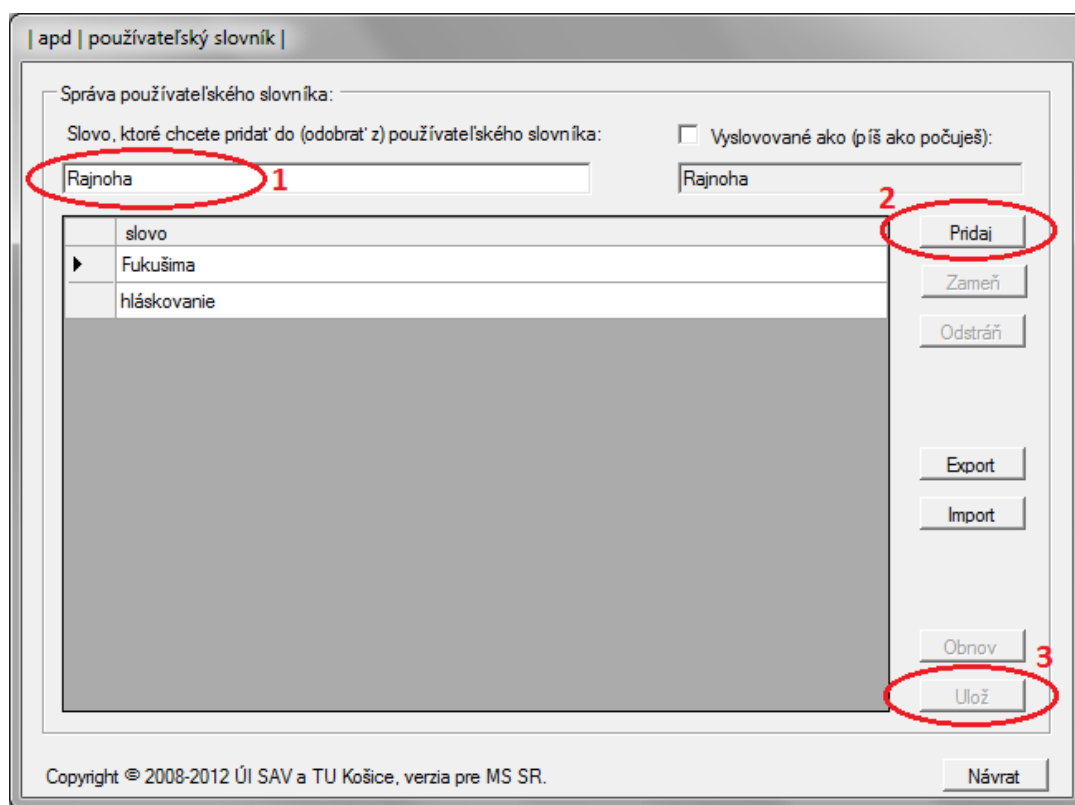 | apd | používateľský slovník |
Správa používateľského slovníka:
Slovo, ktoré chcete pridať do (odobrať z) používateľského slovníka:
Vyslovované ako (píš ako počuješ):
Rajnoha 1
Rajnoha
2
slovo
Pridaj
Fukušima
Zameň
hláskovanie
Odstráň
Export
Import
Obnov
3
Ulož
Copyright © 2008-2012 ÚI SAV a TU Košice, verzia pre MS SR.
Návrat